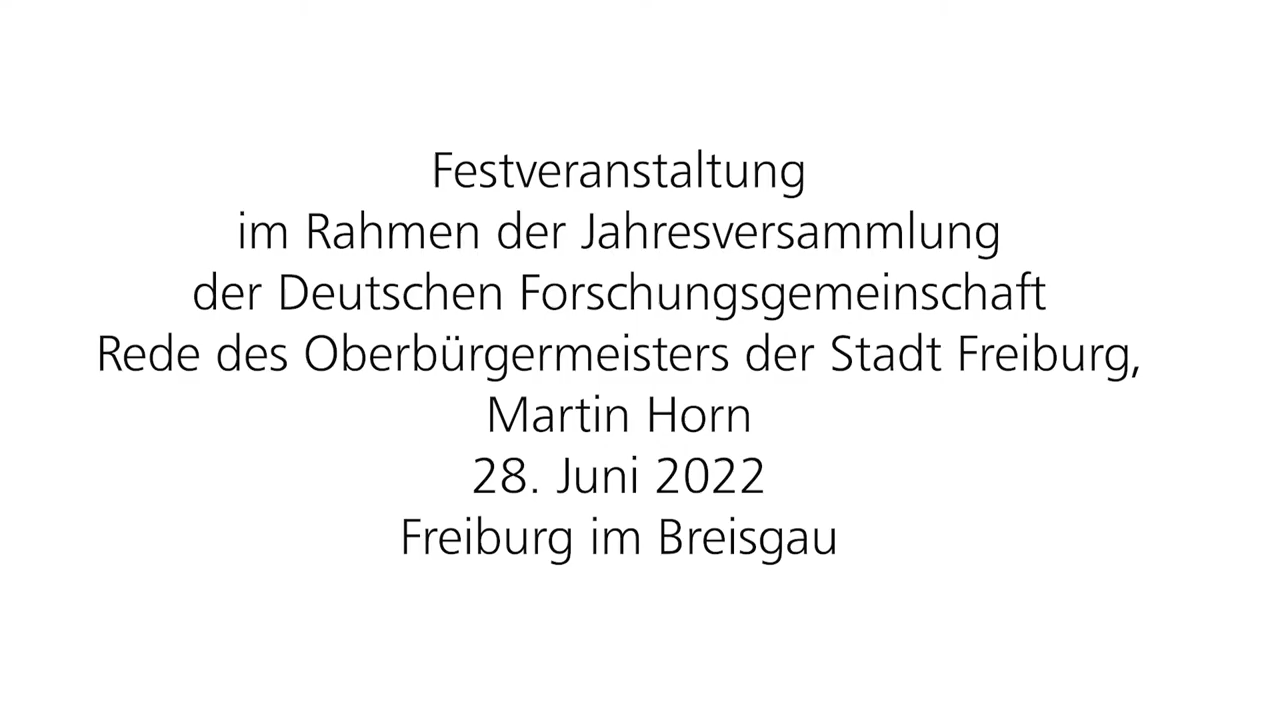 Festveranstaltung
im Rahmen der Jahresversammlung
der Deutschen Forschungsgemeinschaft
Rede des Oberbürgermeisters der Stadt Freiburg,
Martin Horn
28. Juni 2022
Freiburg im Breisgau